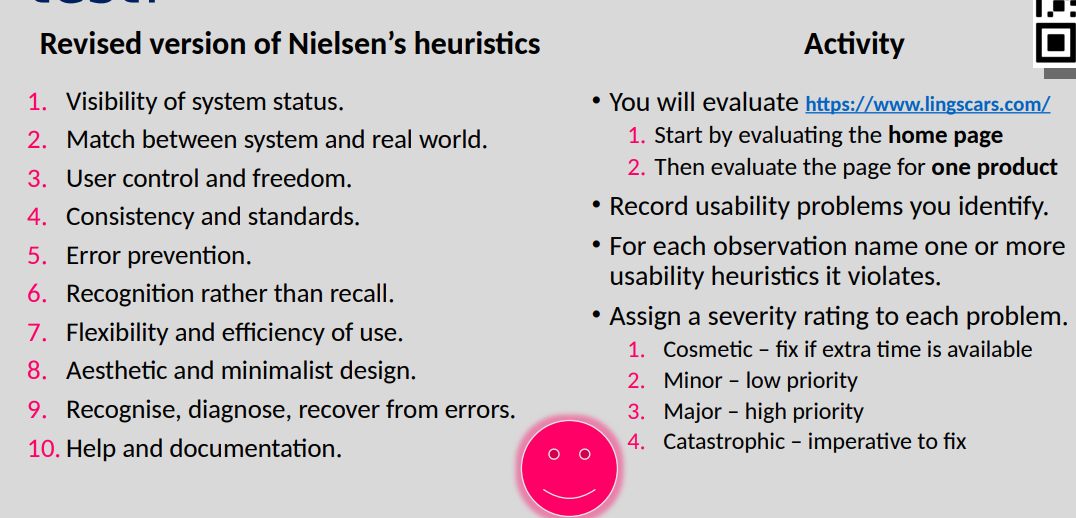 Revised version of Nielsen's heuristics
1. Visibility of system status.
2. Match between system and real world.
3. User control and freedom.
4. Consistency and standards.
5. Error prevention.
6. Recognition rather than recall.
7. Flexibility and efficiency of use.
8. Aesthetic and minimalist design.
9. Recognise, diagnose, recover from errors.
10. Help and documentation.
Activity
• You will evaluate https://www.lingscars.com/
1. Start by evaluating the home page
2. Then evaluate the page for one product
• Record usability problems you identify.
• For each observation name one or more
usability heuristics it violates.
• Assign a severity rating to each problem.
1. Cosmetic – fix if extra time is available
2. Minor – low priority
3. Major – high priority
4. Catastrophic – imperative to fix